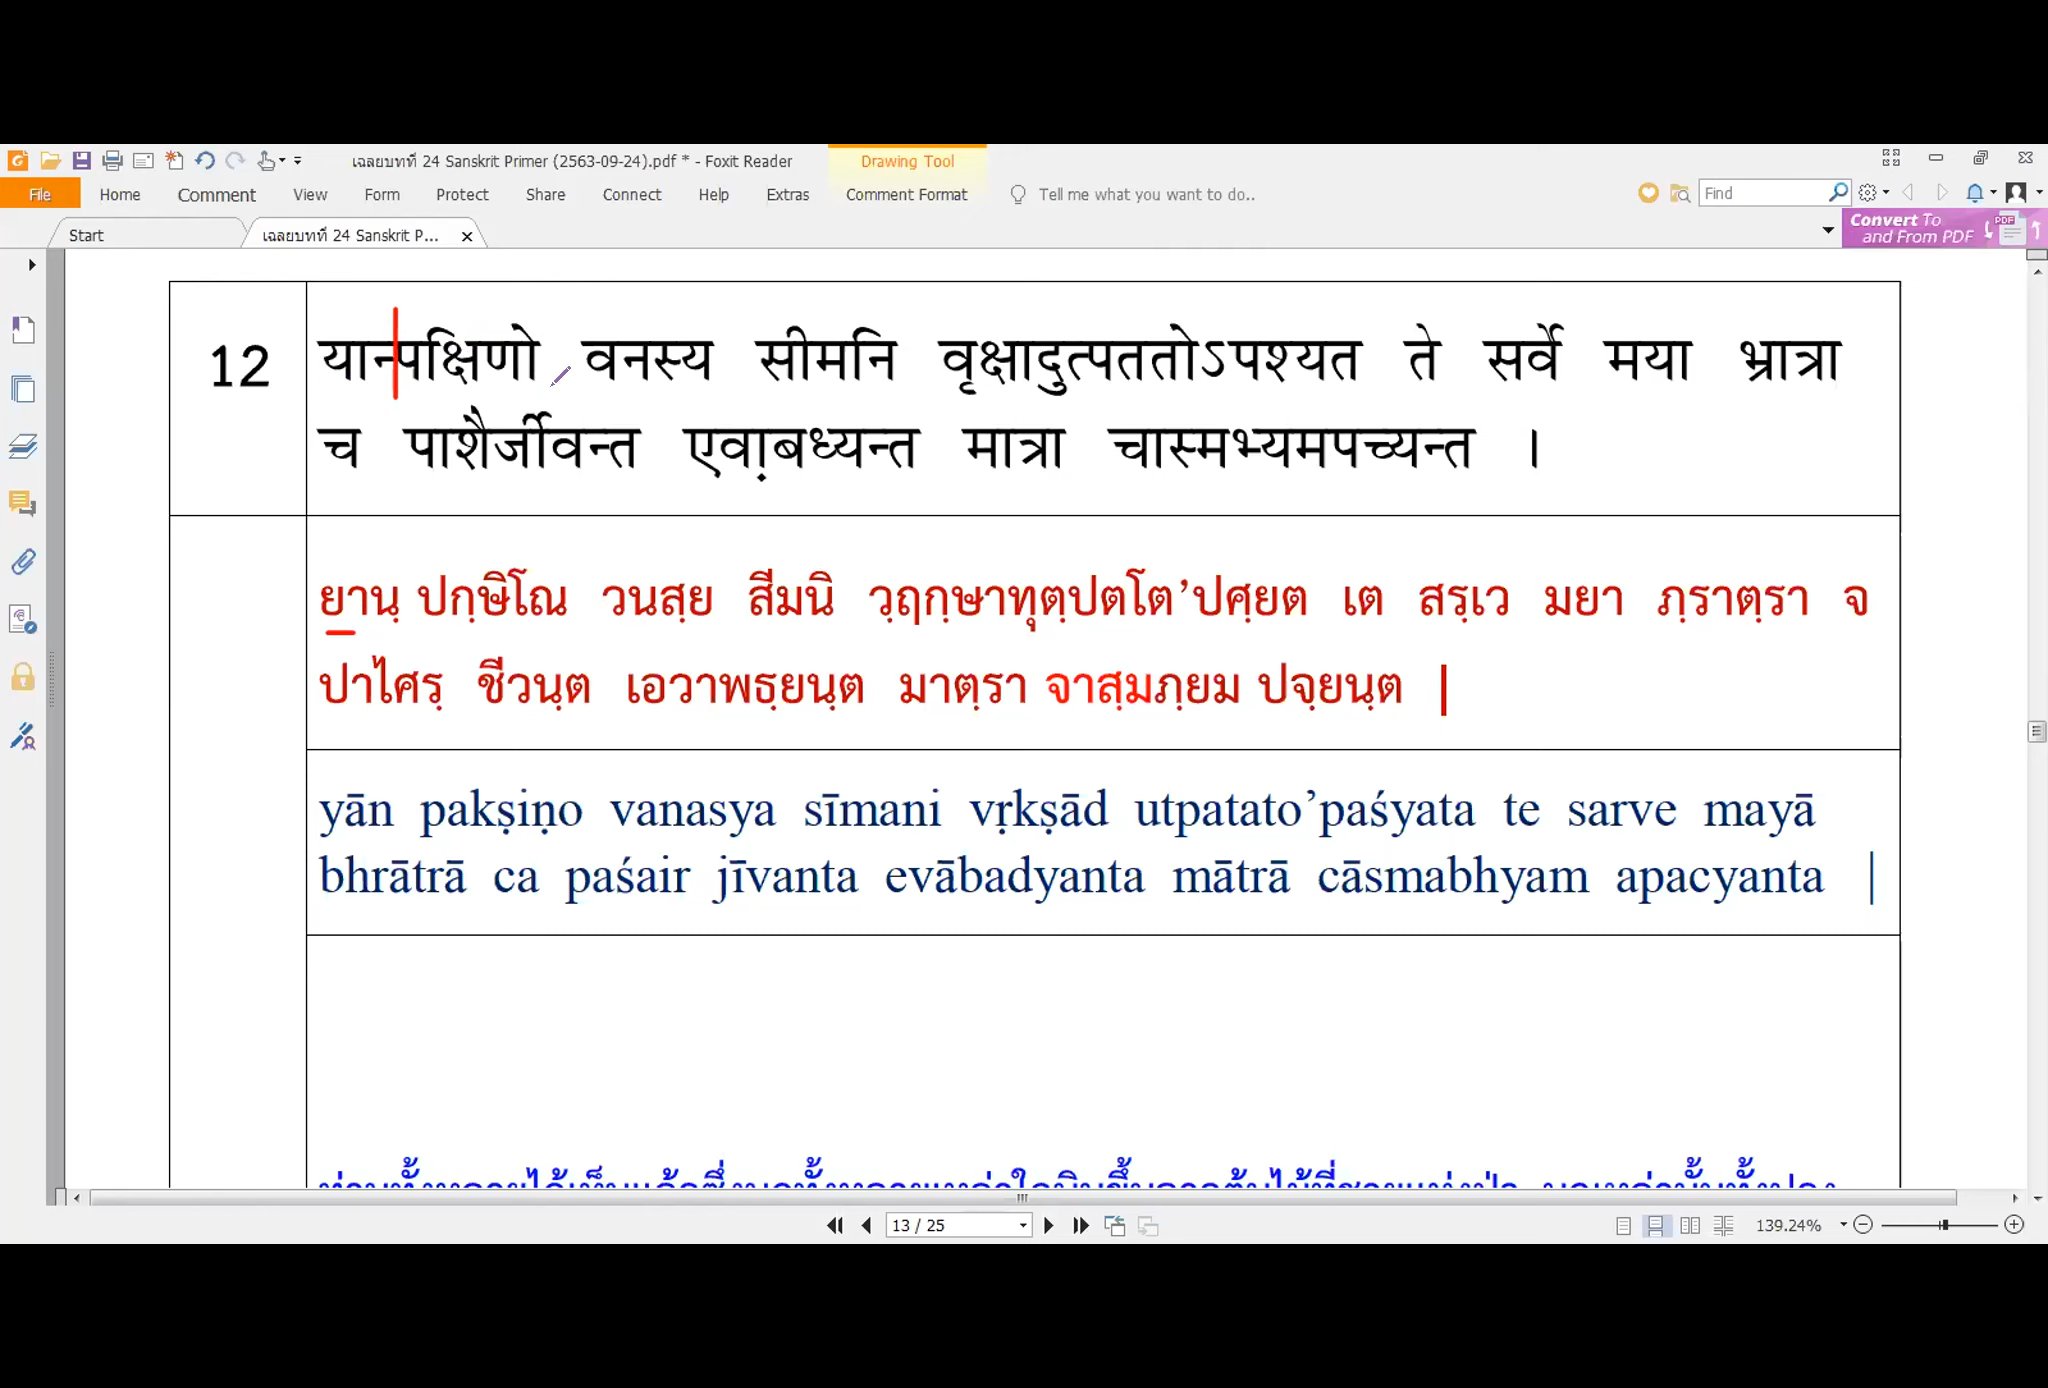 เฉลยบทที่ 24 Sanskrit Primer (2563-09-24).pdf * - Foxit Reader
Drawing Tool
File Home Comment View Form Protect Share Connect Help Extras Comment Format Tell me what you want to do.. Find
Start
เฉลยบทที่ 24 Sanskrit P...
Convert To
and From PDF
PDF
12
यान्पक्षिणो वनस्य सीमनि वृक्षादुत्पततोऽपश्यत ते सर्वे मया भ्रात्रा
च पाशैर्जीवन्त एवा़बध्यन्त मात्रा चास्मभ्यमपच्यन्त ।
ยานฺ ปกฺษิโณ วนสฺย สีมนิ วฺฤกฺษาทุตฺปตโต’ปศฺยต เต สรฺเว มยา ภฺราตฺรา จ
ปาไศรฺ ชีวนฺต เอวาพธฺยนฺต มาตฺรา จาสฺมภฺยม ปจฺยนฺต |
yān pakṣiṇo vanasya sīmani vṛkṣād utpatato’paśyata te sarve mayā
bhrātrā ca paśair jīvanta evābadyanta mātrā cāsmabhyam apacyanta |
13 / 25
139.24%